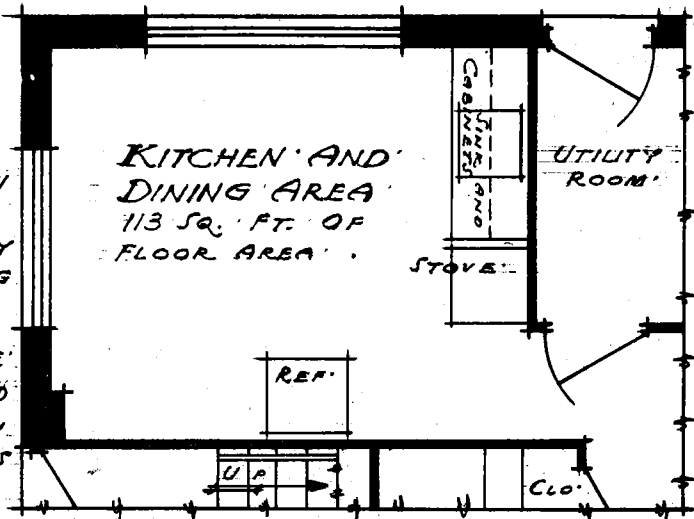 KITCHEN AND
DINING AREA
113 SQ. FT. OF
FLOOR AREA.
SINK AND
CABINETS
UTILITY
ROOM.
STOVE.
REF.
UP
CLO.